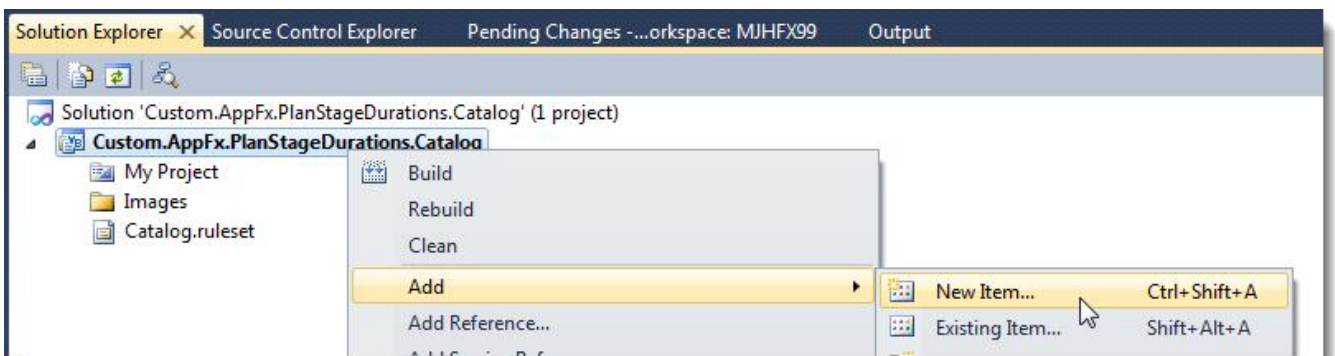 Solution Explorer Source Control Explorer Pending Changes -...orkspace: MJHFX99 Output
Solution 'Custom.AppFx.PlanStageDurations.Catalog' (1 project)
VB Custom.AppFx.PlanStageDurations.Catalog
My Project
Build
Images
Rebuild
Catalog.ruleset
Clean
Add
New Item... Ctrl+Shift+A
Add Reference...
Existing Item... Shift+Alt+A